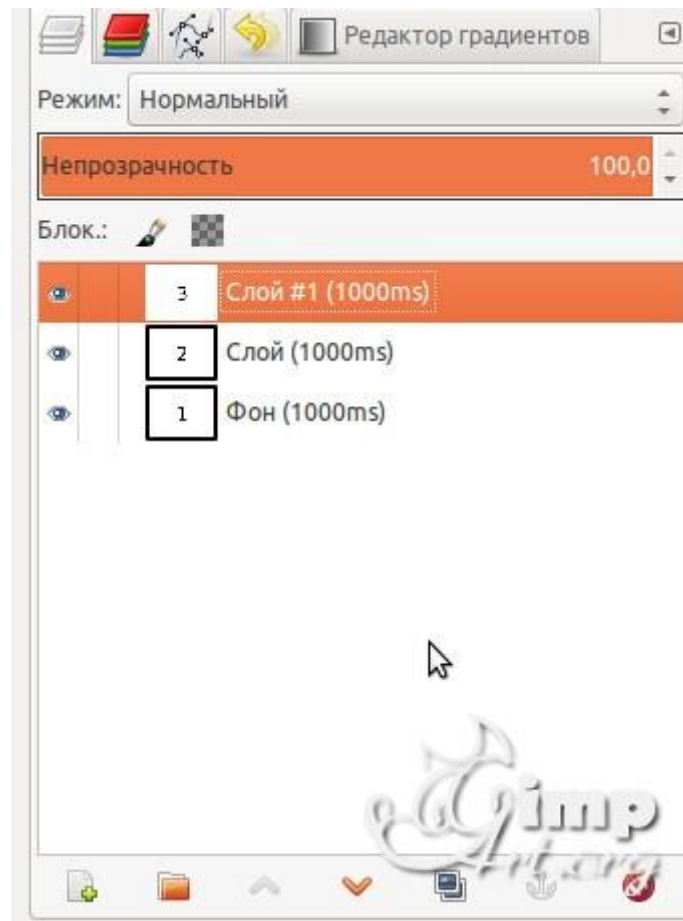 Редактор градиентов
Режим: Нормальный
Непрозрачность 100,0
Блок.:
3 Слой #1 (1000ms)
2 Слой (1000ms)
1 Фон (1000ms)
Gimp
Art.org